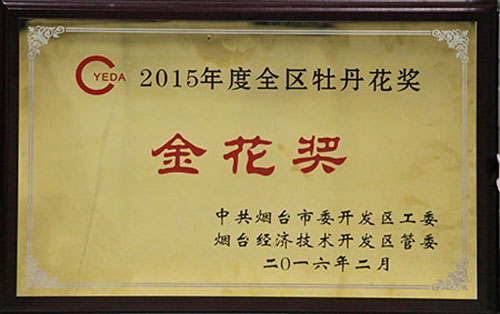 YEDA 2015年度全区牡丹花奖
金花奖
中共烟台市委开发区工委
烟台经济技术开发区管委
二〇一六年二月